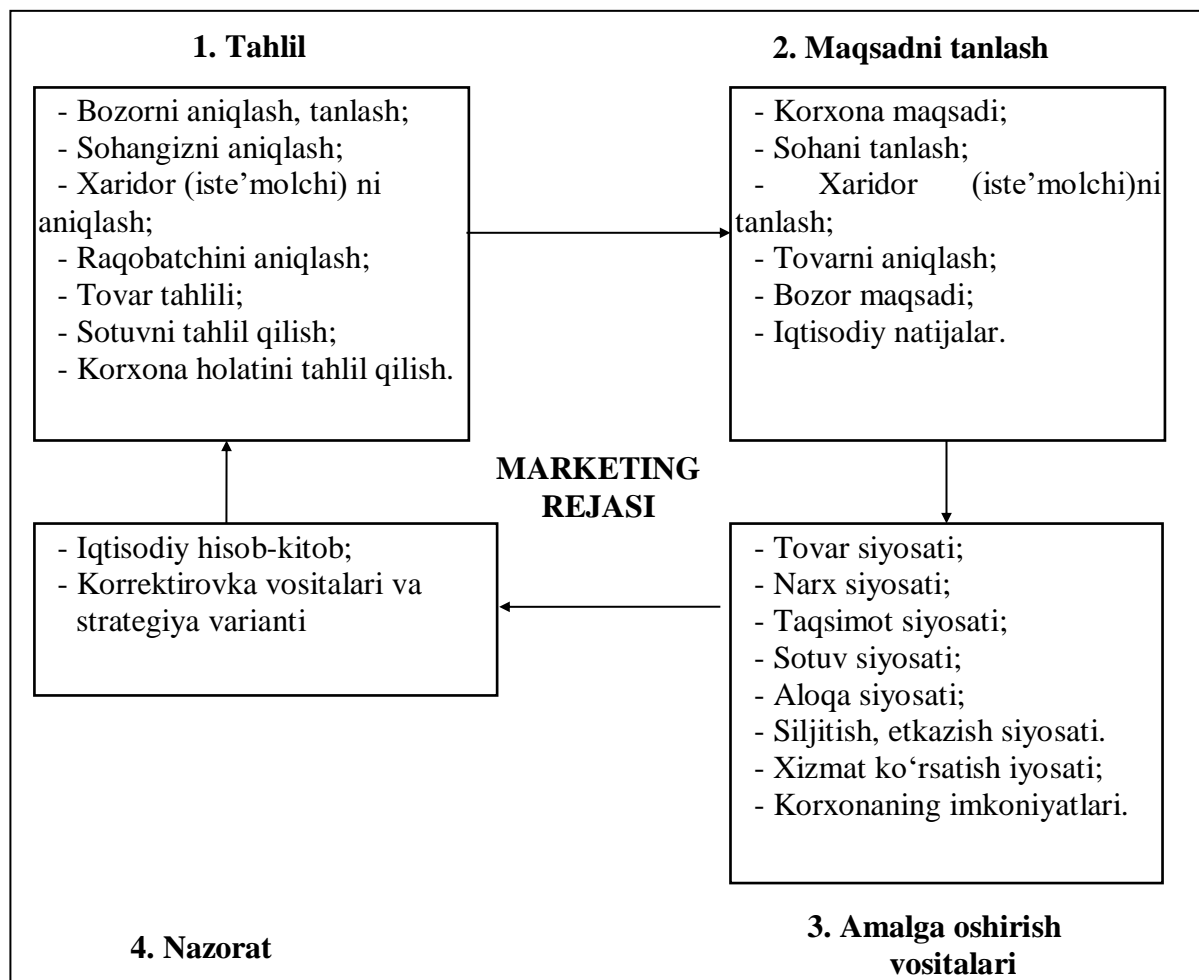 1. Tahlil
- Bozorni aniqlash, tanlash;
- Sohangizni aniqlash;
- Xaridor (iste’molchi) ni
aniqlash;
- Raqobatchini aniqlash;
- Tovar tahlili;
- Sotuvni tahlil qilish;
- Korxona holatini tahlil qilish.
2. Maqsadni tanlash
- Korxona maqsadi;
- Sohani tanlash;
- Xaridor (iste’molchi)ni
tanlash;
- Tovarni aniqlash;
- Bozor maqsadi;
- Iqtisodiy natijalar.
MARKETING
REJASI
- Iqtisodiy hisob-kitob;
- Korrektirovka vositalari va
strategiya varianti
4. Nazorat
- Tovar siyosati;
- Narx siyosati;
- Taqsimot siyosati;
- Sotuv siyosati;
- Aloqa siyosati;
- Siljitish, etkazish siyosati.
- Xizmat ko‘rsatish iyosati;
- Korxonaning imkoniyatlari.
3. Amalga oshirish
vositalari